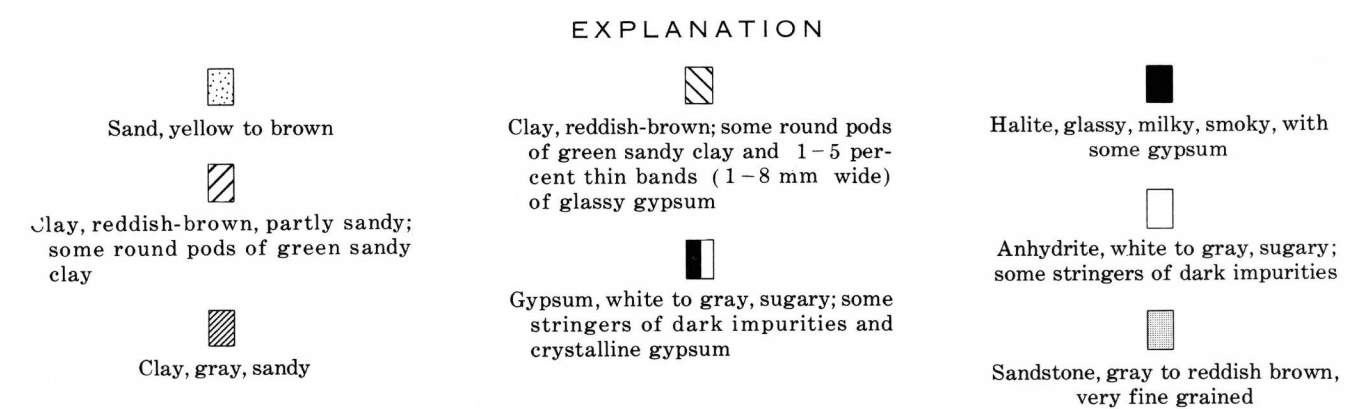 EXPLANATION
Sand, yellow to brown
Clay, reddish-brown, partly sandy;
some round pods of green sandy
clay
Clay, gray, sandy
Clay, reddish-brown; some round pods
of green sandy clay and 1-5 per-
cent thin bands (1-8 mm wide)
of glassy gypsum
Gypsum, white to gray, sugary; some
stringers of dark impurities and
crystalline gypsum
Halite, glassy, milky, smoky, with
some gypsum
Anhydrite, white to gray, sugary;
some stringers of dark impurities
Sandstone, gray to reddish brown,
very fine grained